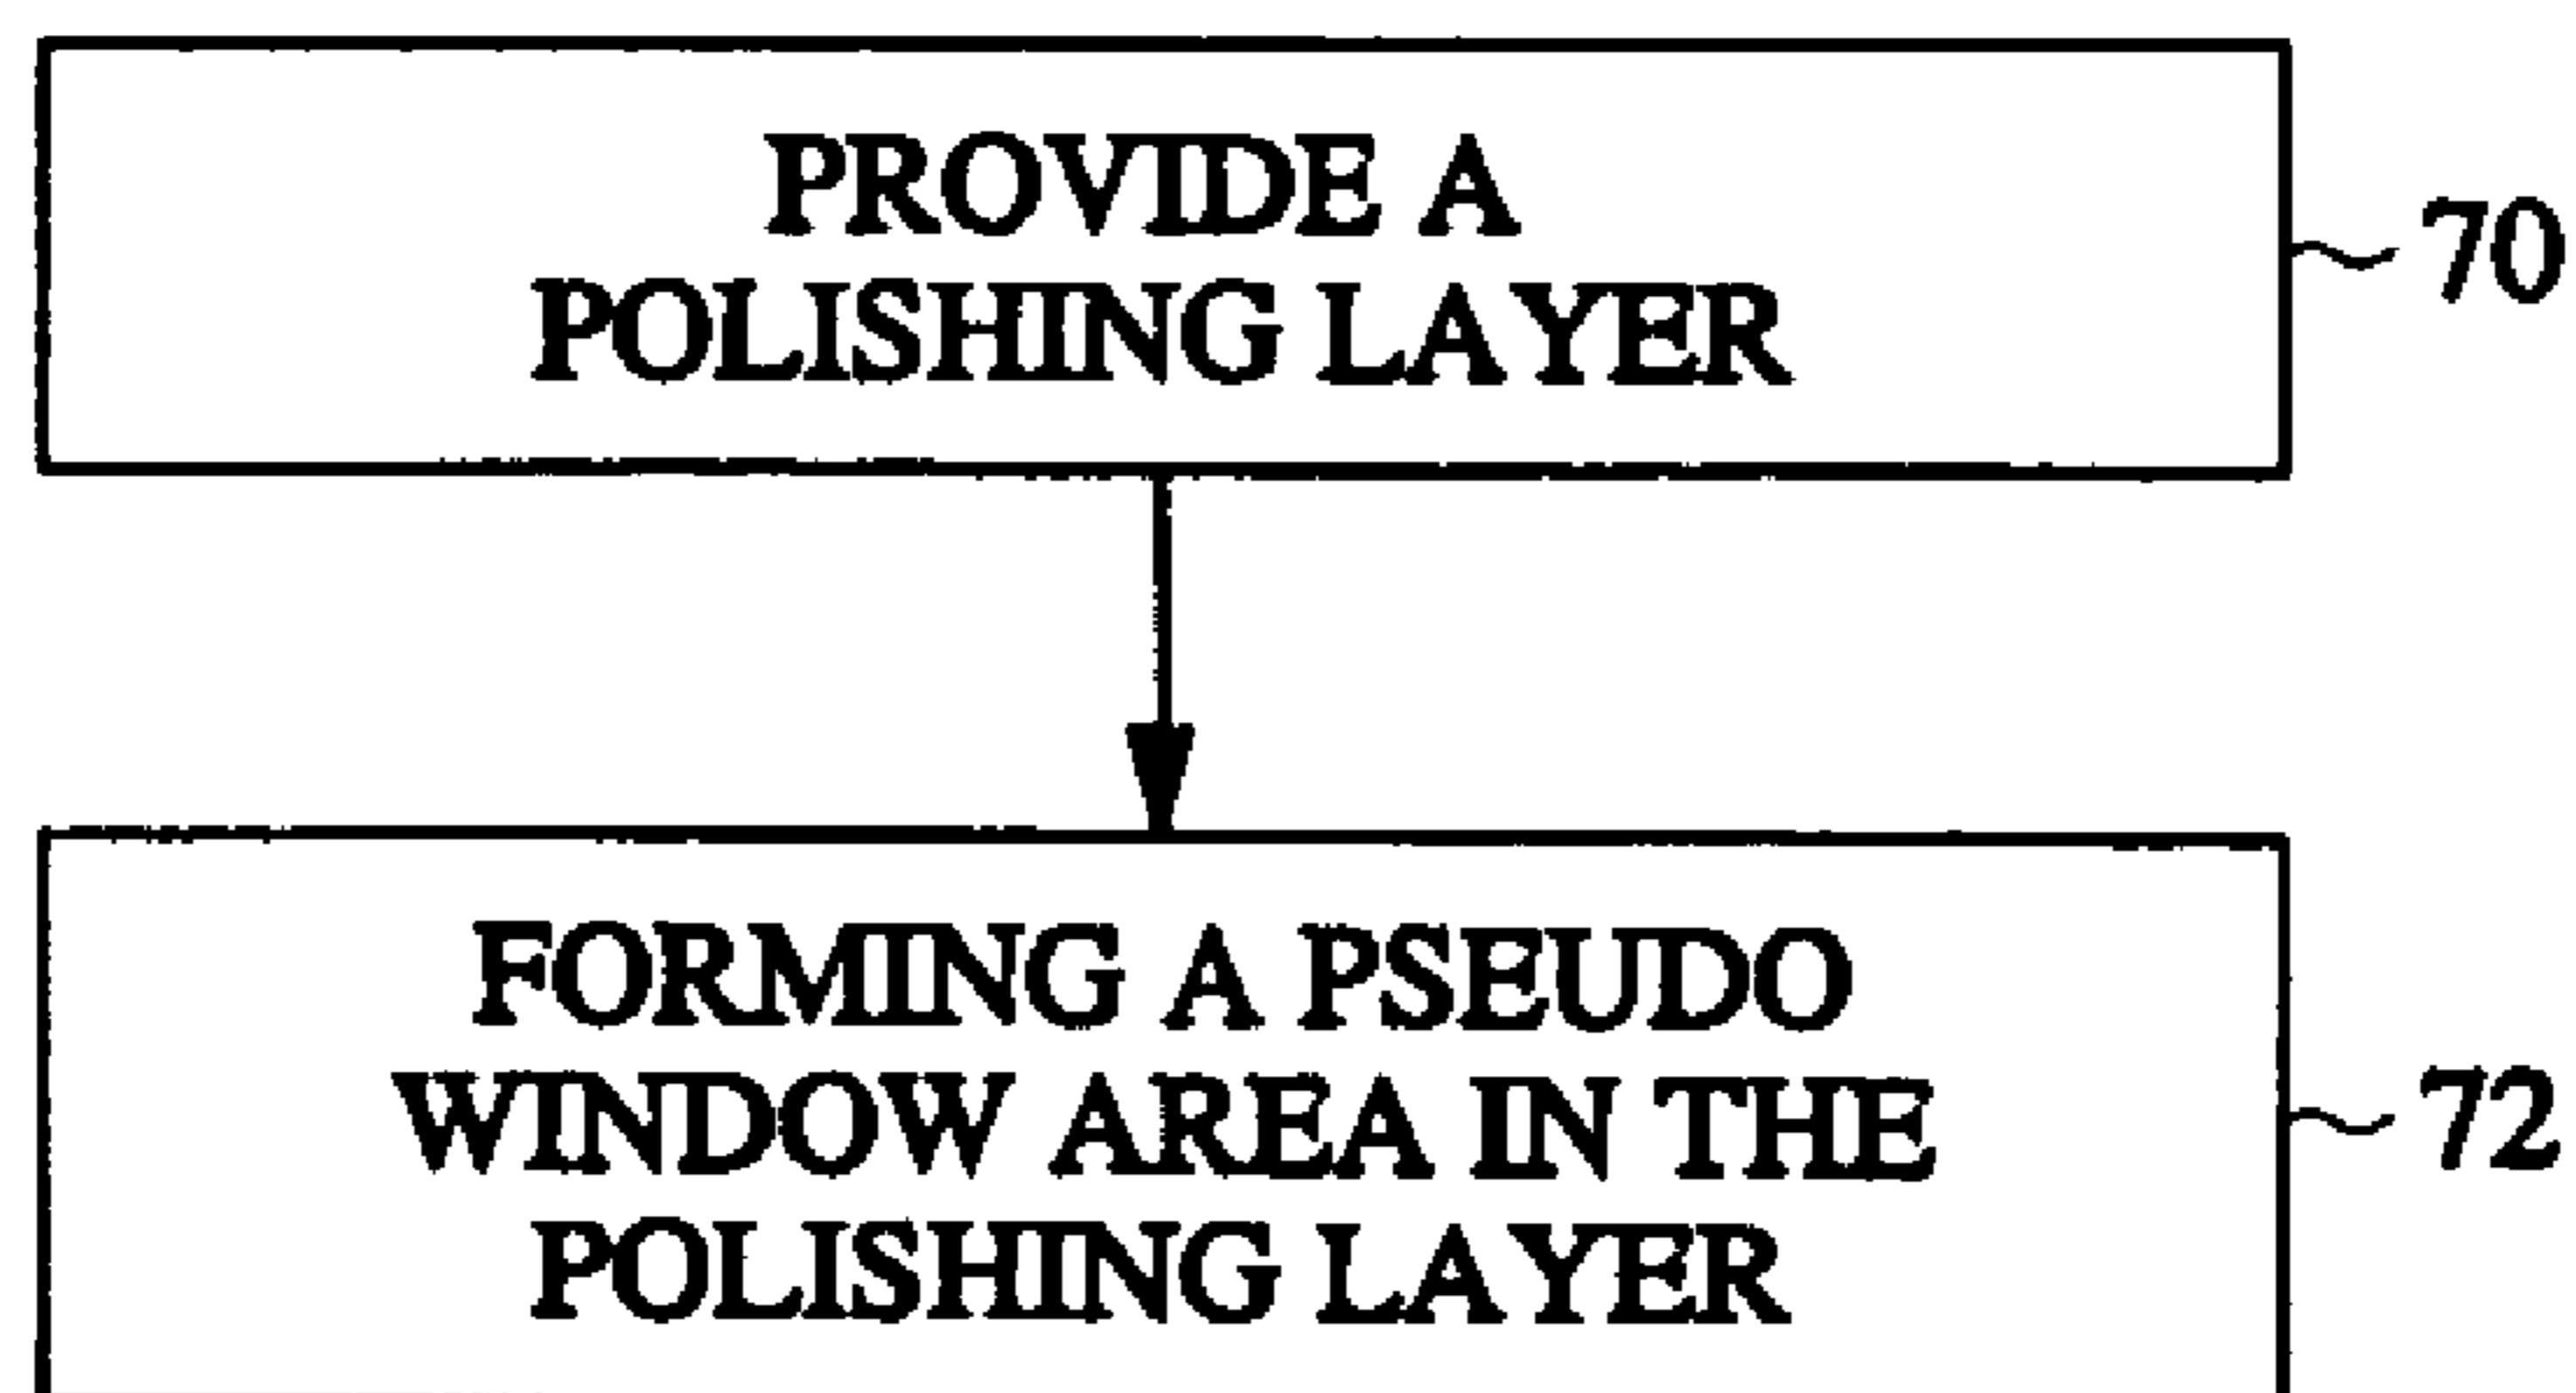 PROVIDE A
POLISHING LAYER
70
FORMING A PSEUDO
WINDOW AREA IN THE
POLISHING LAYER
72